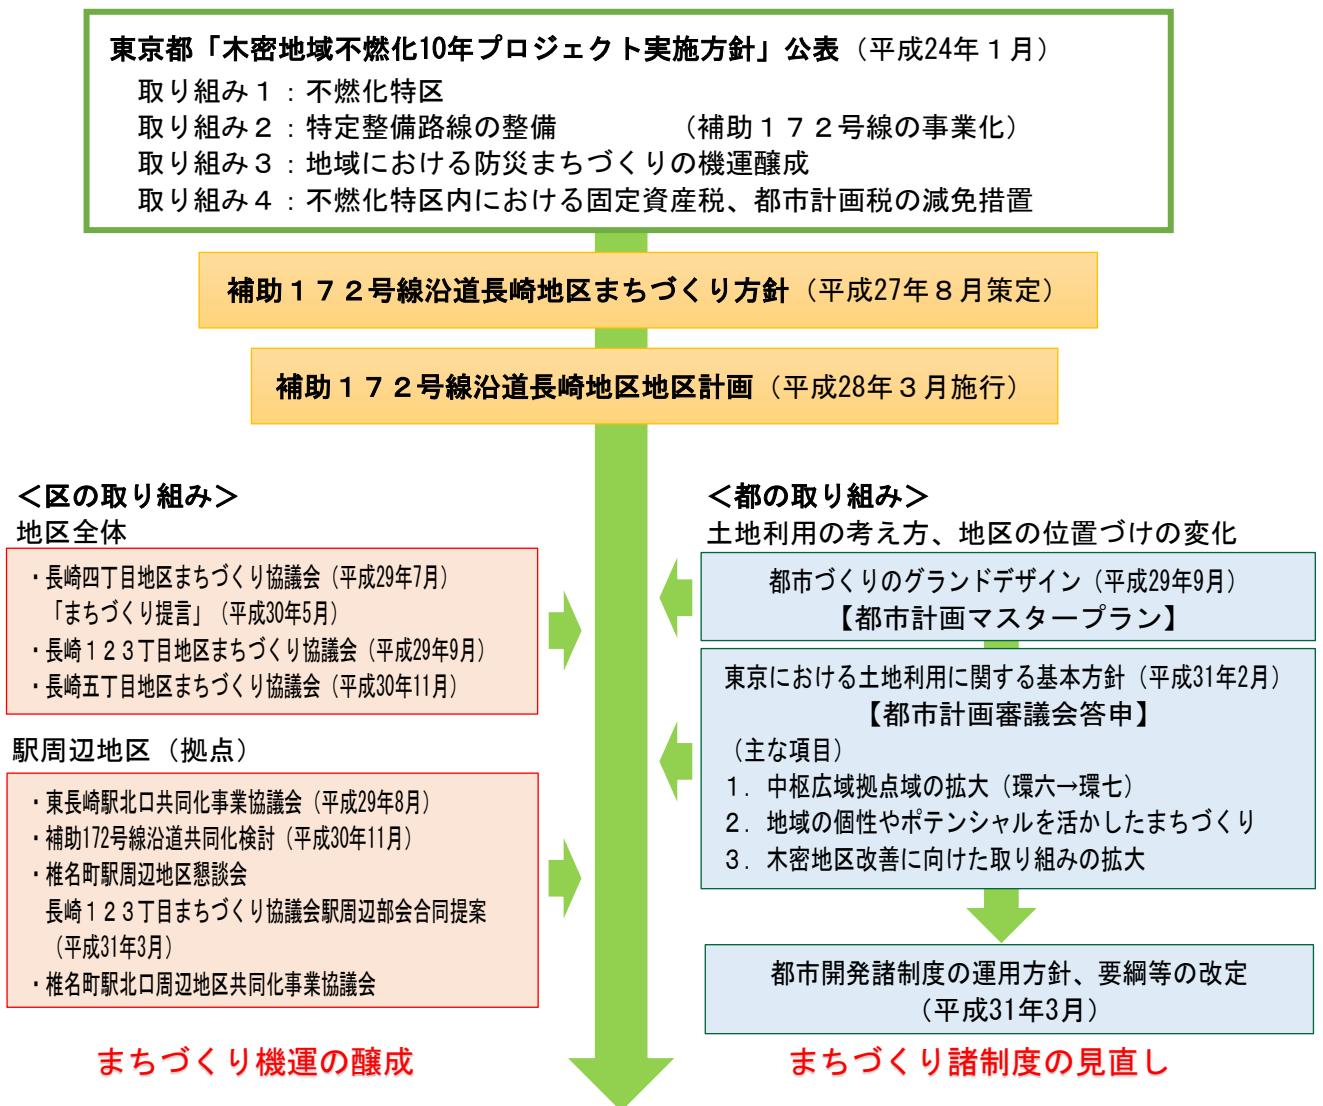 東京都「木密地域不燃化10年プロジェクト実施方針」公表（平成24年１月）
取り組み１：不燃化特区
取り組み２：特定整備路線の整備　　　　（補助１７２号線の事業化）
取り組み３：地域における防災まちづくりの機運醸成
取り組み４：不燃化特区内における固定資産税、都市計画税の減免措置
補助１７２号線沿道長崎地区まちづくり方針（平成27年８月策定）
補助１７２号線沿道長崎地区地区計画（平成28年３月施行）
＜区の取り組み＞
地区全体
・長崎四丁目地区まちづくり協議会（平成29年7月）
「まちづくり提言」（平成30年5月）
・長崎１２３丁目地区まちづくり協議会（平成29年9月）
・長崎五丁目地区まちづくり協議会（平成30年11月）
駅周辺地区（拠点）
・東長崎駅北口共同化事業協議会（平成29年8月）
・補助172号線沿道共同化検討（平成30年11月）
・椎名町駅周辺地区懇談会
長崎１２３丁目まちづくり協議会駅周辺部会合同提案
（平成31年3月）
・椎名町駅北口周辺地区共同化事業協議会
まちづくり機運の醸成
＜都の取り組み＞
土地利用の考え方、地区の位置づけの変化
都市づくりのグランドデザイン（平成29年9月）
【都市計画マスタープラン】
東京における土地利用に関する基本方針（平成31年2月）
【都市計画審議会答申】
（主な項目）
１．中枢広域拠点域の拡大（環六→環七）
２．地域の個性やポテンシャルを活かしたまちづくり
３．木密地区改善に向けた取り組みの拡大
都市開発諸制度の運用方針、要綱等の改定
（平成31年3月）
まちづくり諸制度の見直し